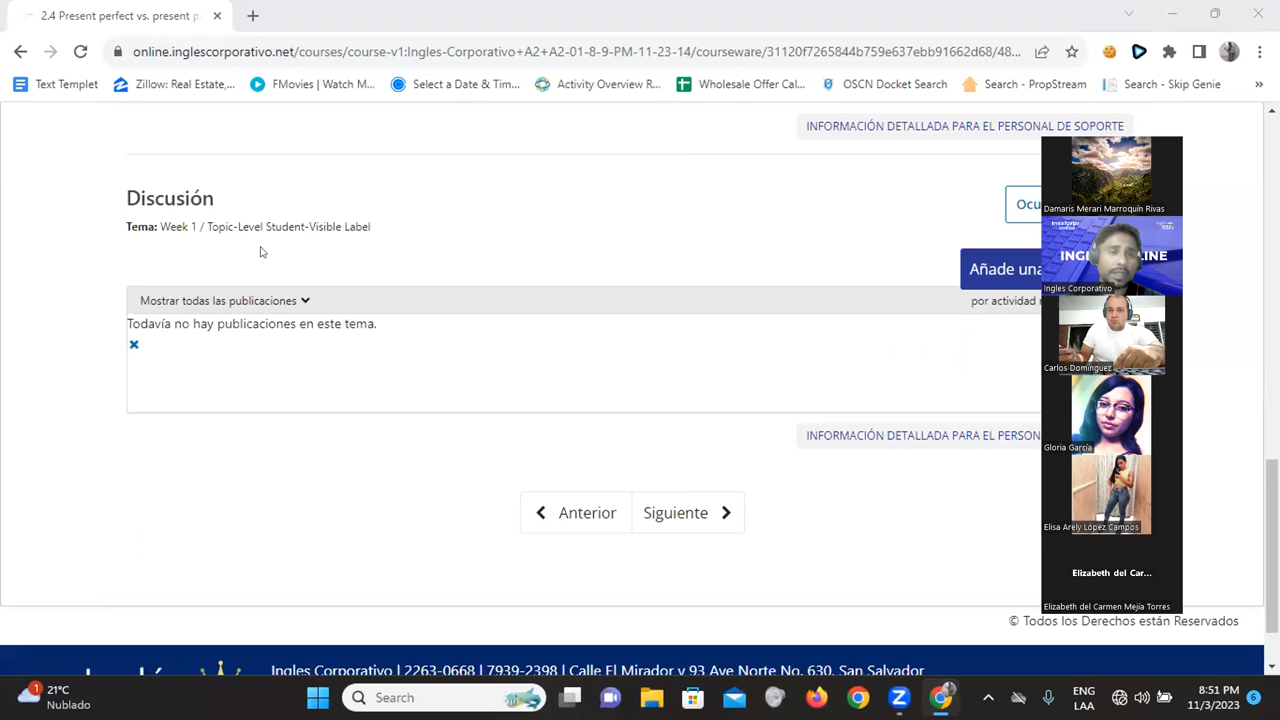 2.4 Present perfect vs. present p
online.inglescorporativo.net/courses/course-v1:Ingles-Corporativo+A2+A2-01-8-9-PM-11-23-14/courseware/31120f7265844b759e637ebb91662d68/48...
Text Templet
Zillow: Real Estate,...
FMovies | Watch M...
Select a Date & Tim...
Activity Overview R...
Wholesale Offer Cal...
OSCN Docket Search
Search - PropStream
Search - Skip Genie
»
INFORMACIÓN DETALLADA PARA EL PERSONAL DE SOPORTE
Discusión
Ocu
Tema: Week 1 / Topic-Level Student-Visible Label
Añade una
Mostrar todas las publicaciones
por actividad
Todavía no hay publicaciones en este tema.
INFORMACIÓN DETALLADA PARA EL PERSON
Anterior
Siguiente
Damaris Merari Marroquín Rivas
Ingles Corporativo
Carlos Domínguez
Gloria García
Elisa Arely López Campos
Elizabeth del Car...
Elizabeth del Carmen Mejía Torres
© Todos los Derechos están Reservados
Ingles Corporativo | 2263-0668 | 7939-2398 | Calle El Mirador y 93 Ave Norte No. 630, San Salvador
1
21°C
Nublado
Search
ENG
LAA
8:51 PM
11/3/2023
6